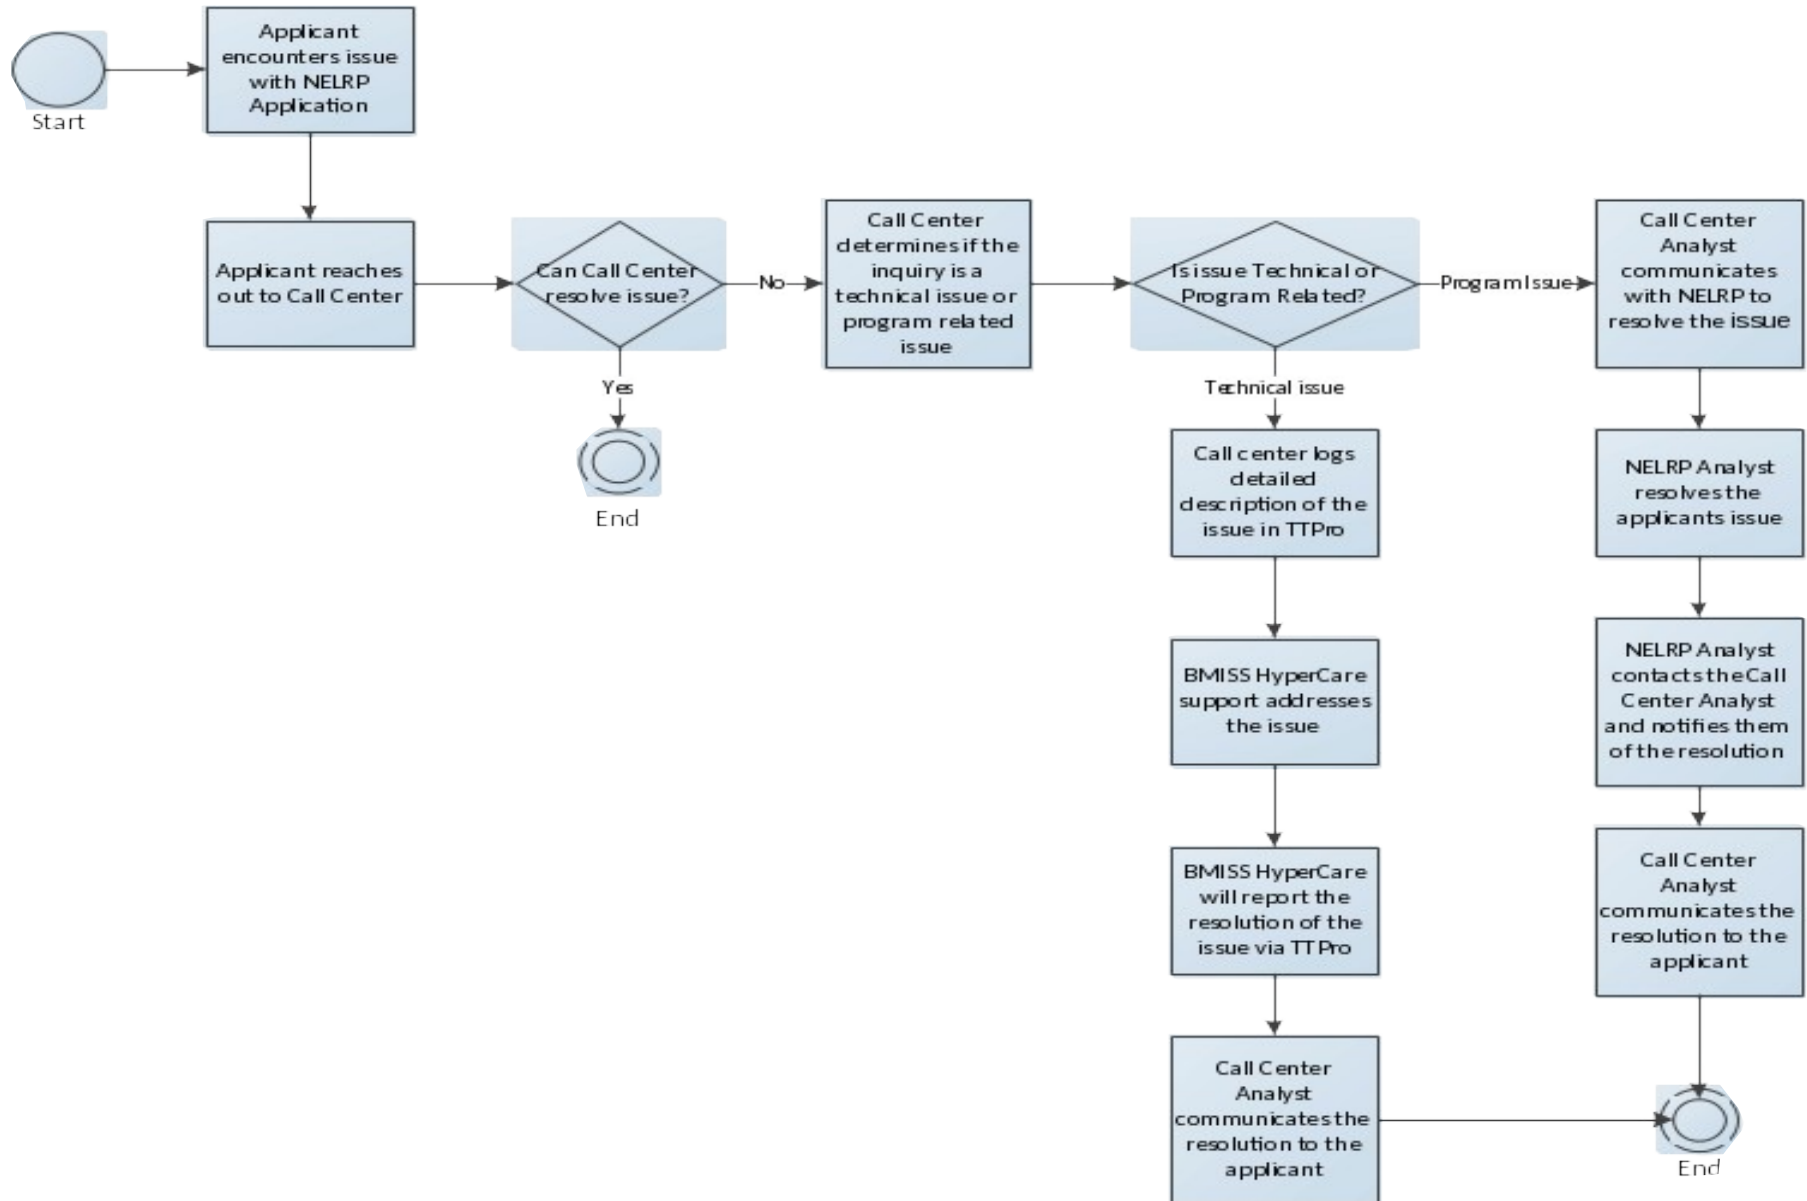 Start
Applicant
encounters issue
with NELRP
Application
Applicant reaches
out to Call Center
Can Call Center
resolve issue?
Yes
End
No
Call Center
determines if the
inquiry is a
technical issue or
program related
issue
Is issue Technical or
Program Related?
Technical issue
Call center logs
detailed
description of the
issue in TTPro
BMISS HyperCare
support addresses
the issue
BMISS HyperCare
will report the
resolution of the
issue via TTPro
Call Center
Analyst
communicates the
resolution to the
applicant
Program Issue
Call Center
Analyst
communicates
with NELRP to
resolve the issue
NELRP Analyst
resolves the
applicants issue
NELRP Analyst
contacts the Call
Center Analyst
and notifies them
of the resolution
Call Center
Analyst
communicates the
resolution to the
applicant
End